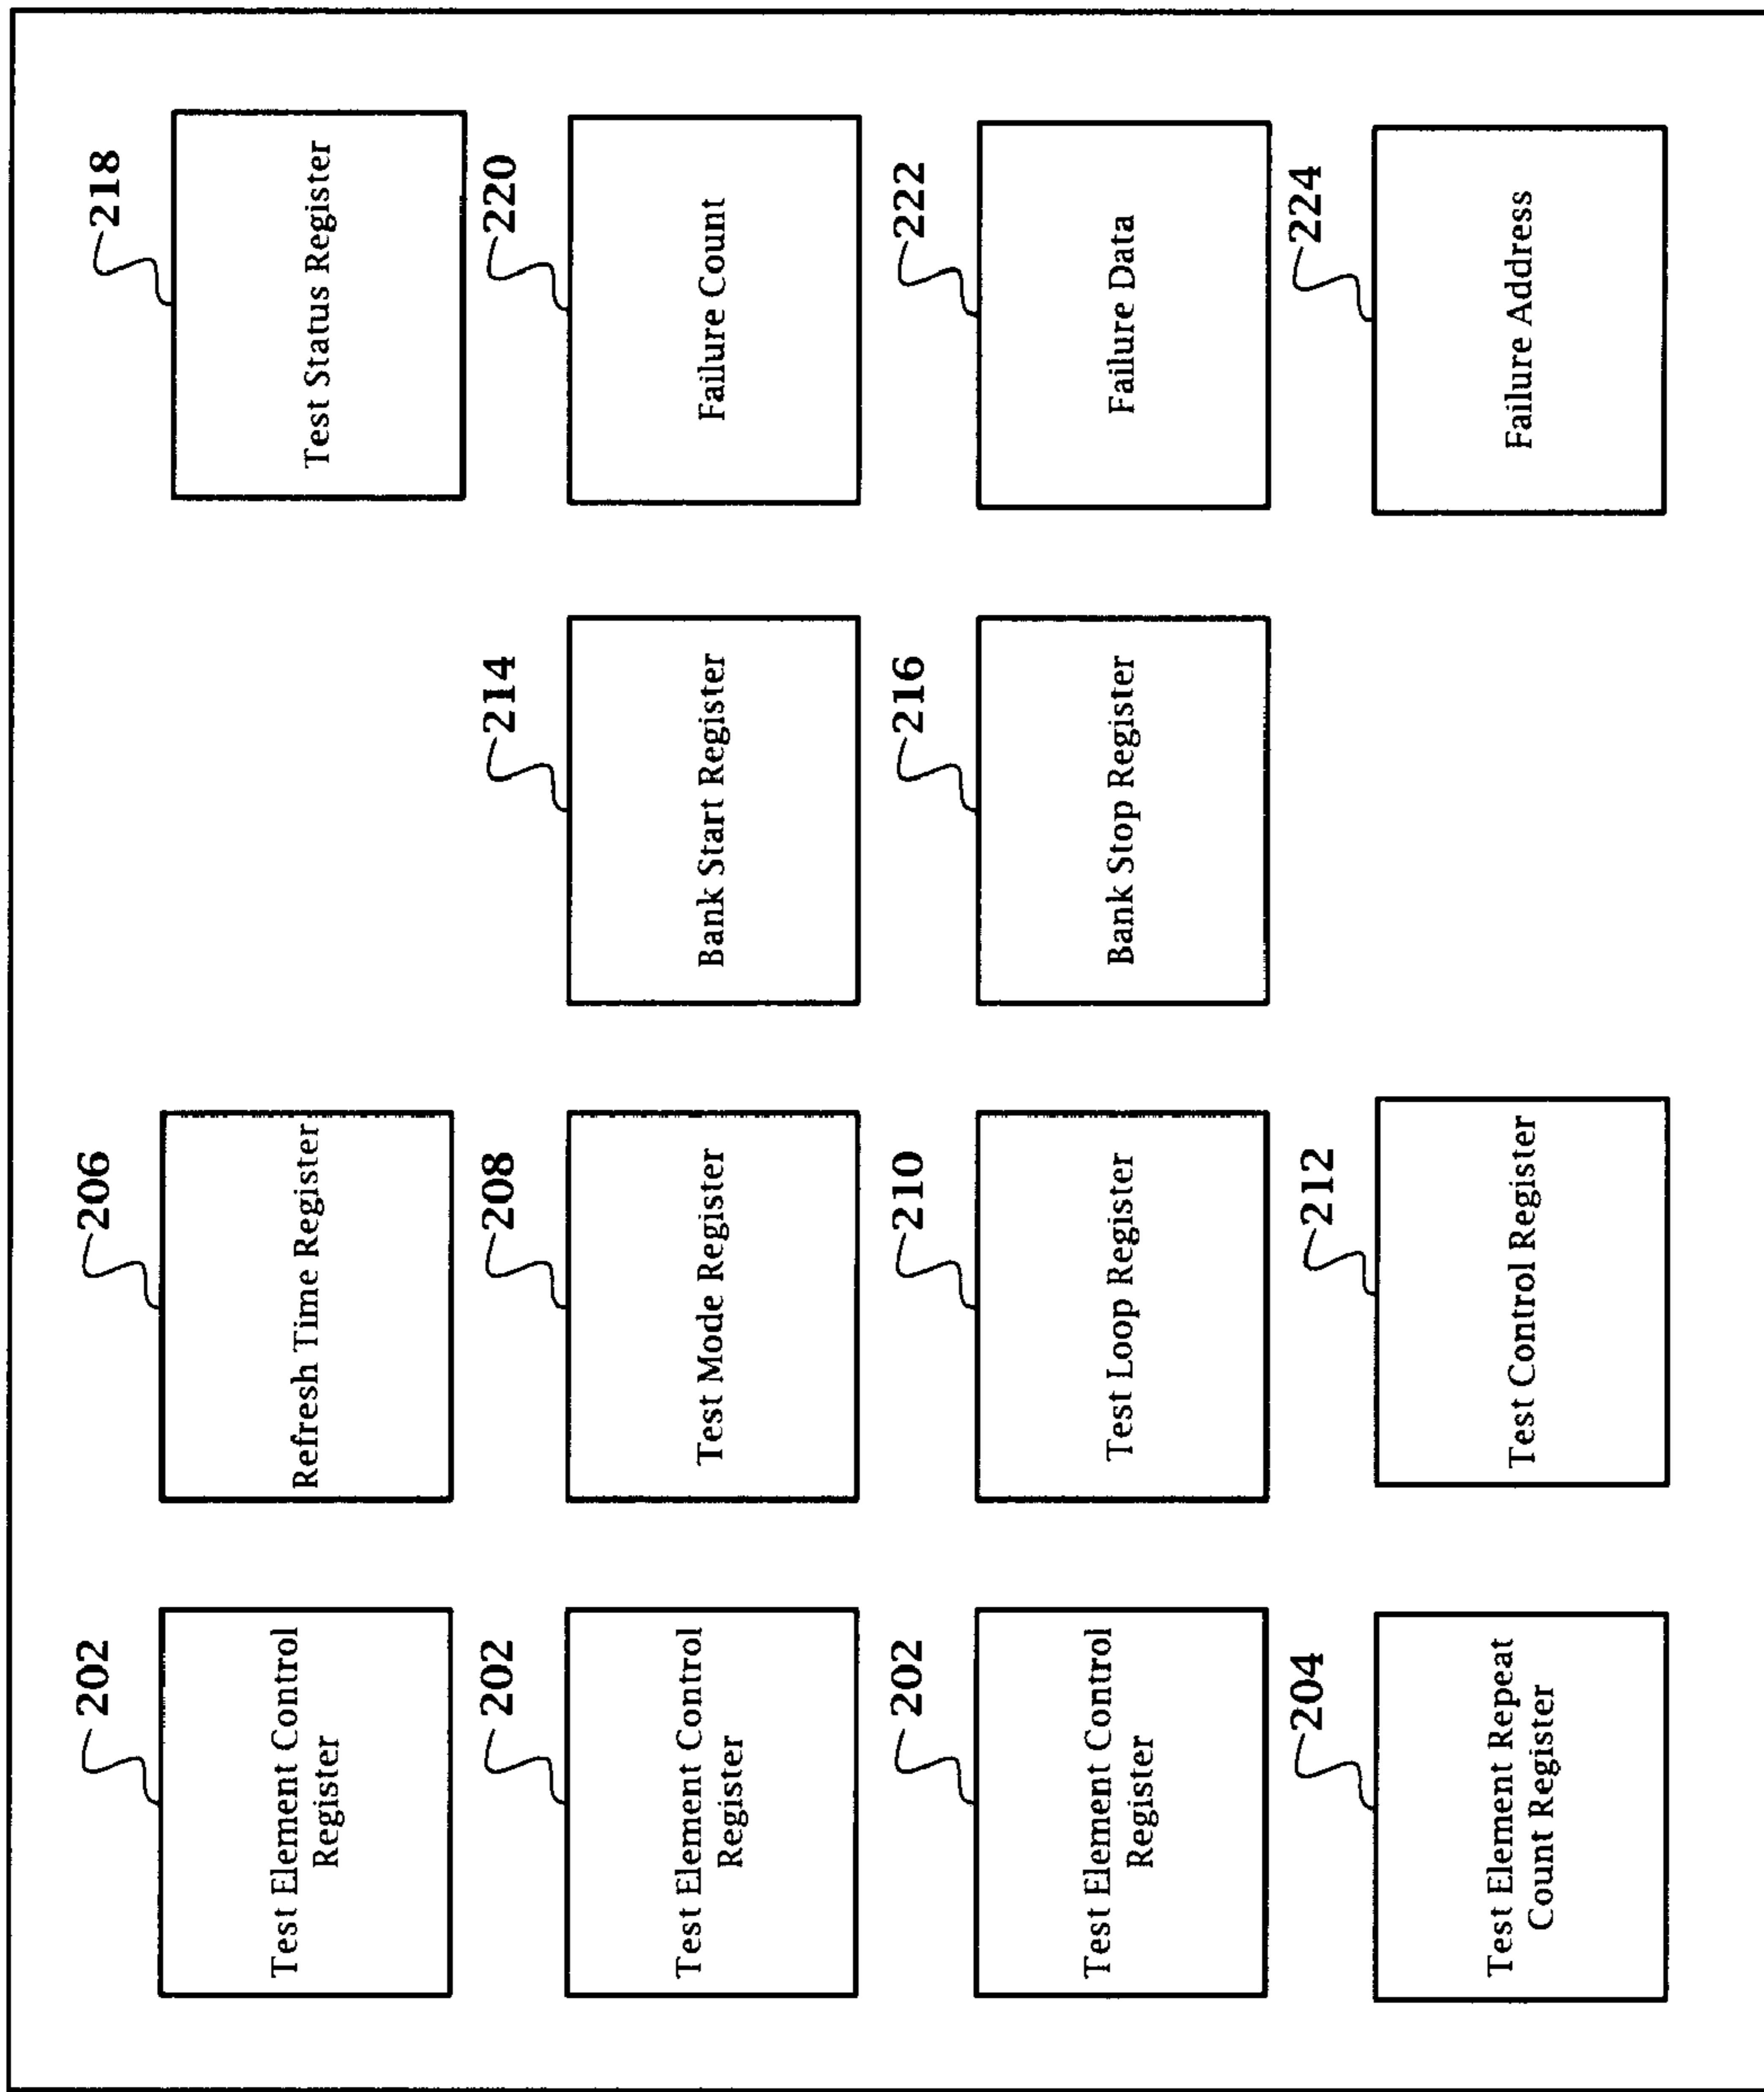 202
Test Element Control
Register
202
Test Element Control
Register
202
Test Element Control
Register
204
Test Element Repeat
Count Register
206
Refresh Time Register
208
Test Mode Register
210
Test Loop Register
212
Test Control Register
214
Bank Start Register
216
Bank Stop Register
218
Test Status Register
220
Failure Count
222
Failure Data
224
Failure Address